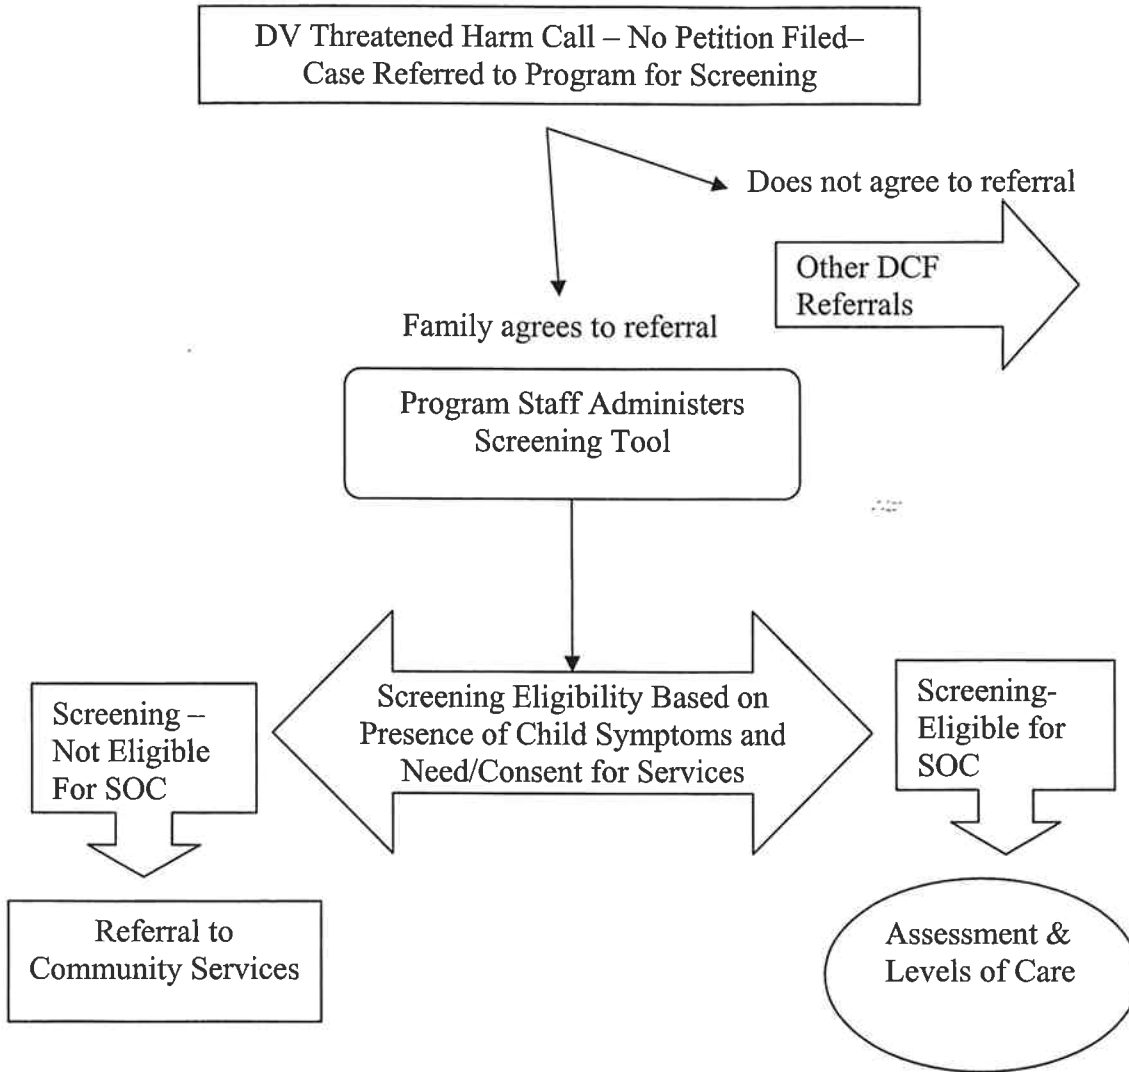 DV Threatened Harm Call – No Petition Filed–
Case Referred to Program for Screening
Does not agree to referral
Other DCF
Referrals
Family agrees to referral
Program Staff Administers
Screening Tool
Screening –
Not Eligible
For SOC
Screening Eligibility Based on
Presence of Child Symptoms and
Need/Consent for Services
Screening-
Eligible for
SOC
Referral to
Community Services
Assessment &
Levels of Care